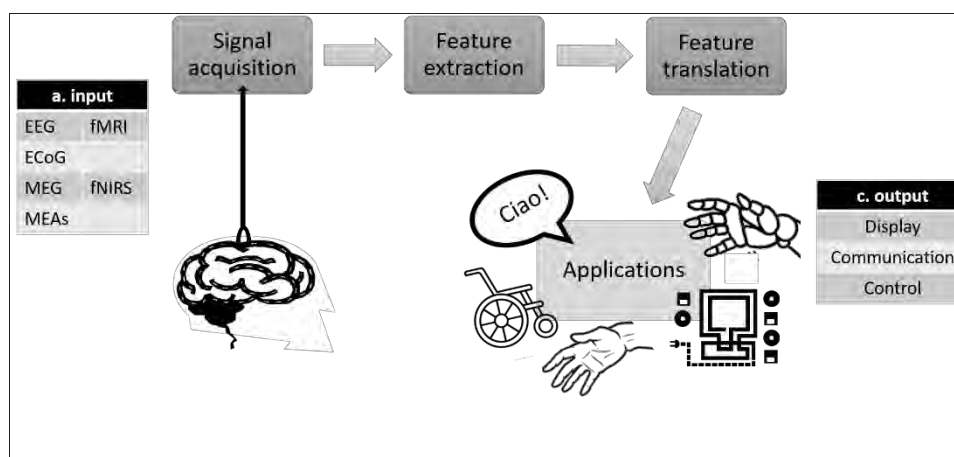 Signal
acquisition
Feature
extraction
Feature
translation
a. input
EEG fMRI
ECoG
MEG fNIRS
MEAs
Ciao!
Applications
c. output
Display
Communication
Control